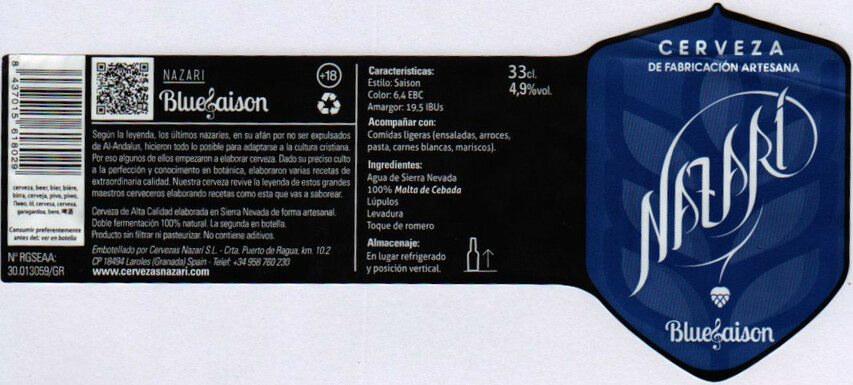 8 437015 618029
cerveza, beer, bier, bière,
birra, cerveja, pivo, piwo,
Пиво, öl, cervesa, cervexa,
garagardoa, bere, 啤酒
Consumir preferentemente
antes del: ver en botella
N° RGSEAA:
30.013059/GR
NAZARI
BlueSaison
+18
Según la leyenda, los últimos nazaríes, en su afán por no ser expulsados
de Al-Andalus, hicieron todo lo posible para adaptarse a la cultura cristiana.
Por eso algunos de ellos empezaron a elaborar cerveza. Dado su preciso culto
a la perfección y conocimiento en botánica, elaboraron varias recetas de
extraordinaria calidad. Nuestra cerveza revive la leyenda de estos grandes
maestros cerveceros elaborando recetas como esta que vas a saborear.
Cerveza de Alta Calidad elaborada en Sierra Nevada de forma artesanal.
Doble fermentación 100% natural. La segunda en botella.
Producto sin filtrar ni pasteurizar. No contiene aditivos.
Embotellado por Cervezas Nazarí S.L - Crta. Puerto de Ragua, km. 10.2
CP 18494 Laroles (Granada) Spain - Telef. +34 958 760 230
www.cervezasnazari.com
Características:
Estilo: Saison
Color: 6,4 EBC
Amargor: 19,5 IBUs
33cl.
4,9%vol.
Acompañar con:
Comidas ligeras (ensaladas, arroces,
pasta, carnes blancas, mariscos).
Ingredientes:
Agua de Sierra Nevada
100% Malta de Cebada
Lúpulos
Levadura
Toque de romero
Almacenaje:
En lugar refrigerado
y posición vertical.
CERVEZA
DE FABRICACIÓN ARTESANA
NAZARÍ
BlueSaison